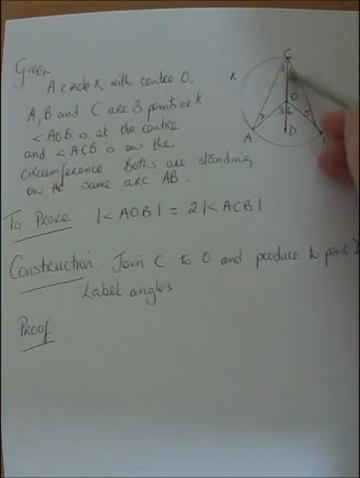 Given
A circle K with centre O.
A, B and C are 3 points on K
<AOB is at the centre
and <ACB is on the
circumference Both are standing
on the same arc AB.
To Prove |<AOB| = 2|<ACB|
Construction. Join C to O and produce to point D
Label angles
Proof
K
C
O
3
A
D